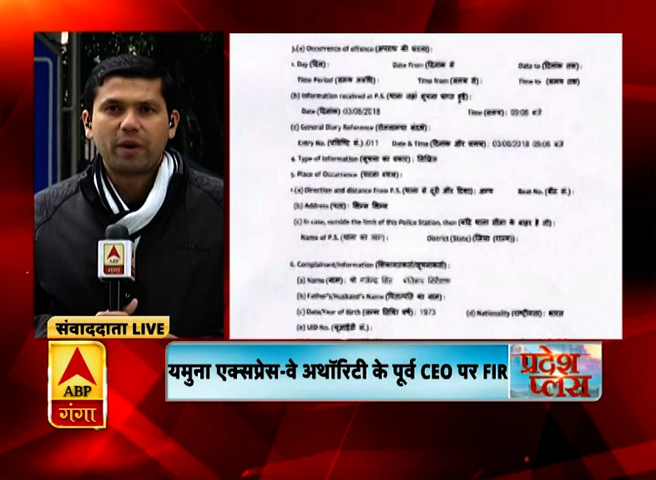 3.(a) Occurrence of offence (अपराध की घटना):
1. Day (दिन): Date From (दिनांक से Date to (दिनांक तक):
Time Period (समय अवधि): Time from (समय से): Time to (समय तक)
(b) Information received at P.S. (थाना जहां सूचना प्राप्त हुई):
Date (दिनांक) 03/06/2018 Time (समय): 09:06 बजे
(c) General Diary Reference (रोजनामचा संदर्भ):
Entry No. (प्रविष्टि सं.) :011 Date & Time (दिनांक और समय): 03/06/2018 09:06 बजे
4. Type of Information (सूचना का प्रकार): लिखित
5. Place of Occurrence (घटना स्थल):
1.(a) Direction and distance from P.S. (थाना से दूरी और दिशा): अन्य Beat No. (बीट सं.):
(b) Address (पता):
(c) In case, outside the limit of this Police Station, then (यदि थाना सीमा के बाहर है तो):
Name of P.S. (थाना का नाम): District (State) (जिला (राज्य)):
6. Complainant/Information (शिकायतकर्ता/सूचनाकर्ता):
(a) Name (नाम): श्री
(b) Father's/Husband's Name (पिता/पति का नाम):
(c) Date/Year of Birth (जन्म तिथि/ वर्ष): 1973 (d) Nationality (राष्ट्रीयता): भारत
(e) UID No. (यूआईडी सं.):
ABP
गंगा
संवाददाता LIVE
ABP
गंगा
यमुना एक्सप्रेस-वे अथॉरिटी के पूर्व CEO पर FIR
प्रदेश
प्लस